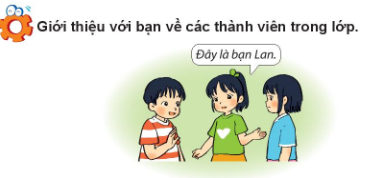 Giới thiệu với bạn về các thành viên trong lớp.
Đây là bạn Lan.